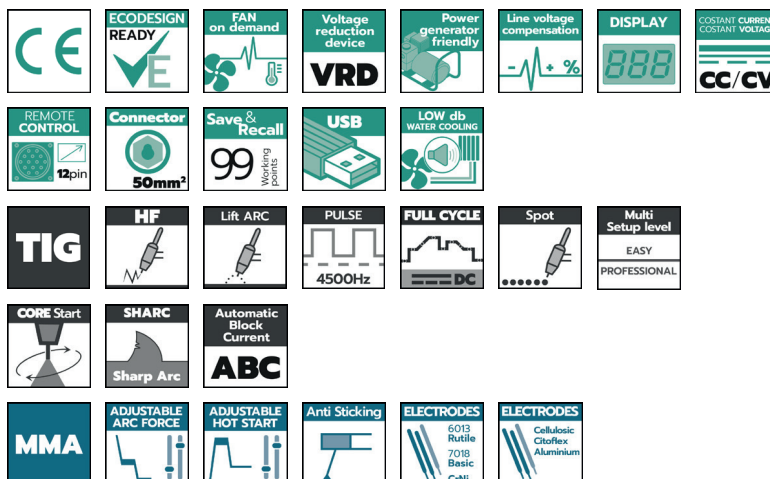 CE
ECODESIGN
READY
E
FAN
on demand
Voltage
reduction
device
VRD
Power
generator
friendly
Line voltage
compensation
- + %
DISPLAY
888
COSTANT CURREN
COSTANT VOLTAG
CC/CV
REMOTE
CONTROL
12pin
Connector
50mm²
Save &
Recall
99
Working
points
USB
LOW db
WATER COOLING
TIG
HF
Lift ARC
PULSE
4500Hz
FULL CYCLE
DC
Spot
Multi
Setup level
EASY
PROFESSIONAL
CORE Start
SHARC
Sharp Arc
Automatic
Block
Current
ABC
MMA
ADJUSTABLE
ARC FORCE
ADJUSTABLE
HOT START
Anti Sticking
ELECTRODES
6013
Rutile
7018
Basic
CrNi
ELECTRODES
Cellulosic
Citoflex
Aluminium